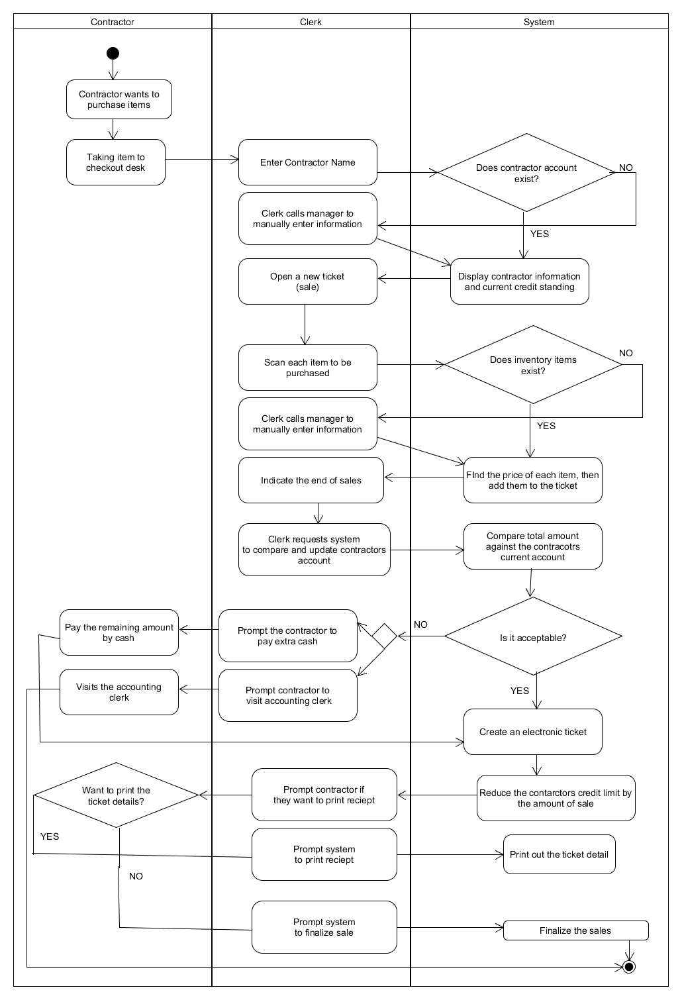 Contractor
Clerk
System
Contractor wants to
purchase items
Taking item to
checkout desk
Enter Contractor Name
Does contractor account
exist?
NO
Clerk calls manager to
manually enter information
YES
Open a new ticket
(sale)
Display contractor information
and current credit standing
Scan each item to be
purchased
Does inventory items
exist?
NO
Clerk calls manager to
manually enter information
YES
Indicate the end of sales
FInd the price of each item, then
add them to the ticket
Clerk requests system
to compare and update contractors
account
Compare total amount
against the contracotrs
current account
Pay the remaining amount
by cash
Prompt the contractor to
pay extra cash
NO
Is it acceptable?
Visits the accounting
clerk
Prompt contractor to
visit accounting clerk
YES
Create an electronic ticket
Want to print the
ticket details?
Prompt contractor if
they want to print reciept
Reduce the contarctors credit limit by
the amount of sale
YES
Prompt system
to print reciept
Print out the ticket detail
NO
Prompt system
to finalize sale
Finalize the sales